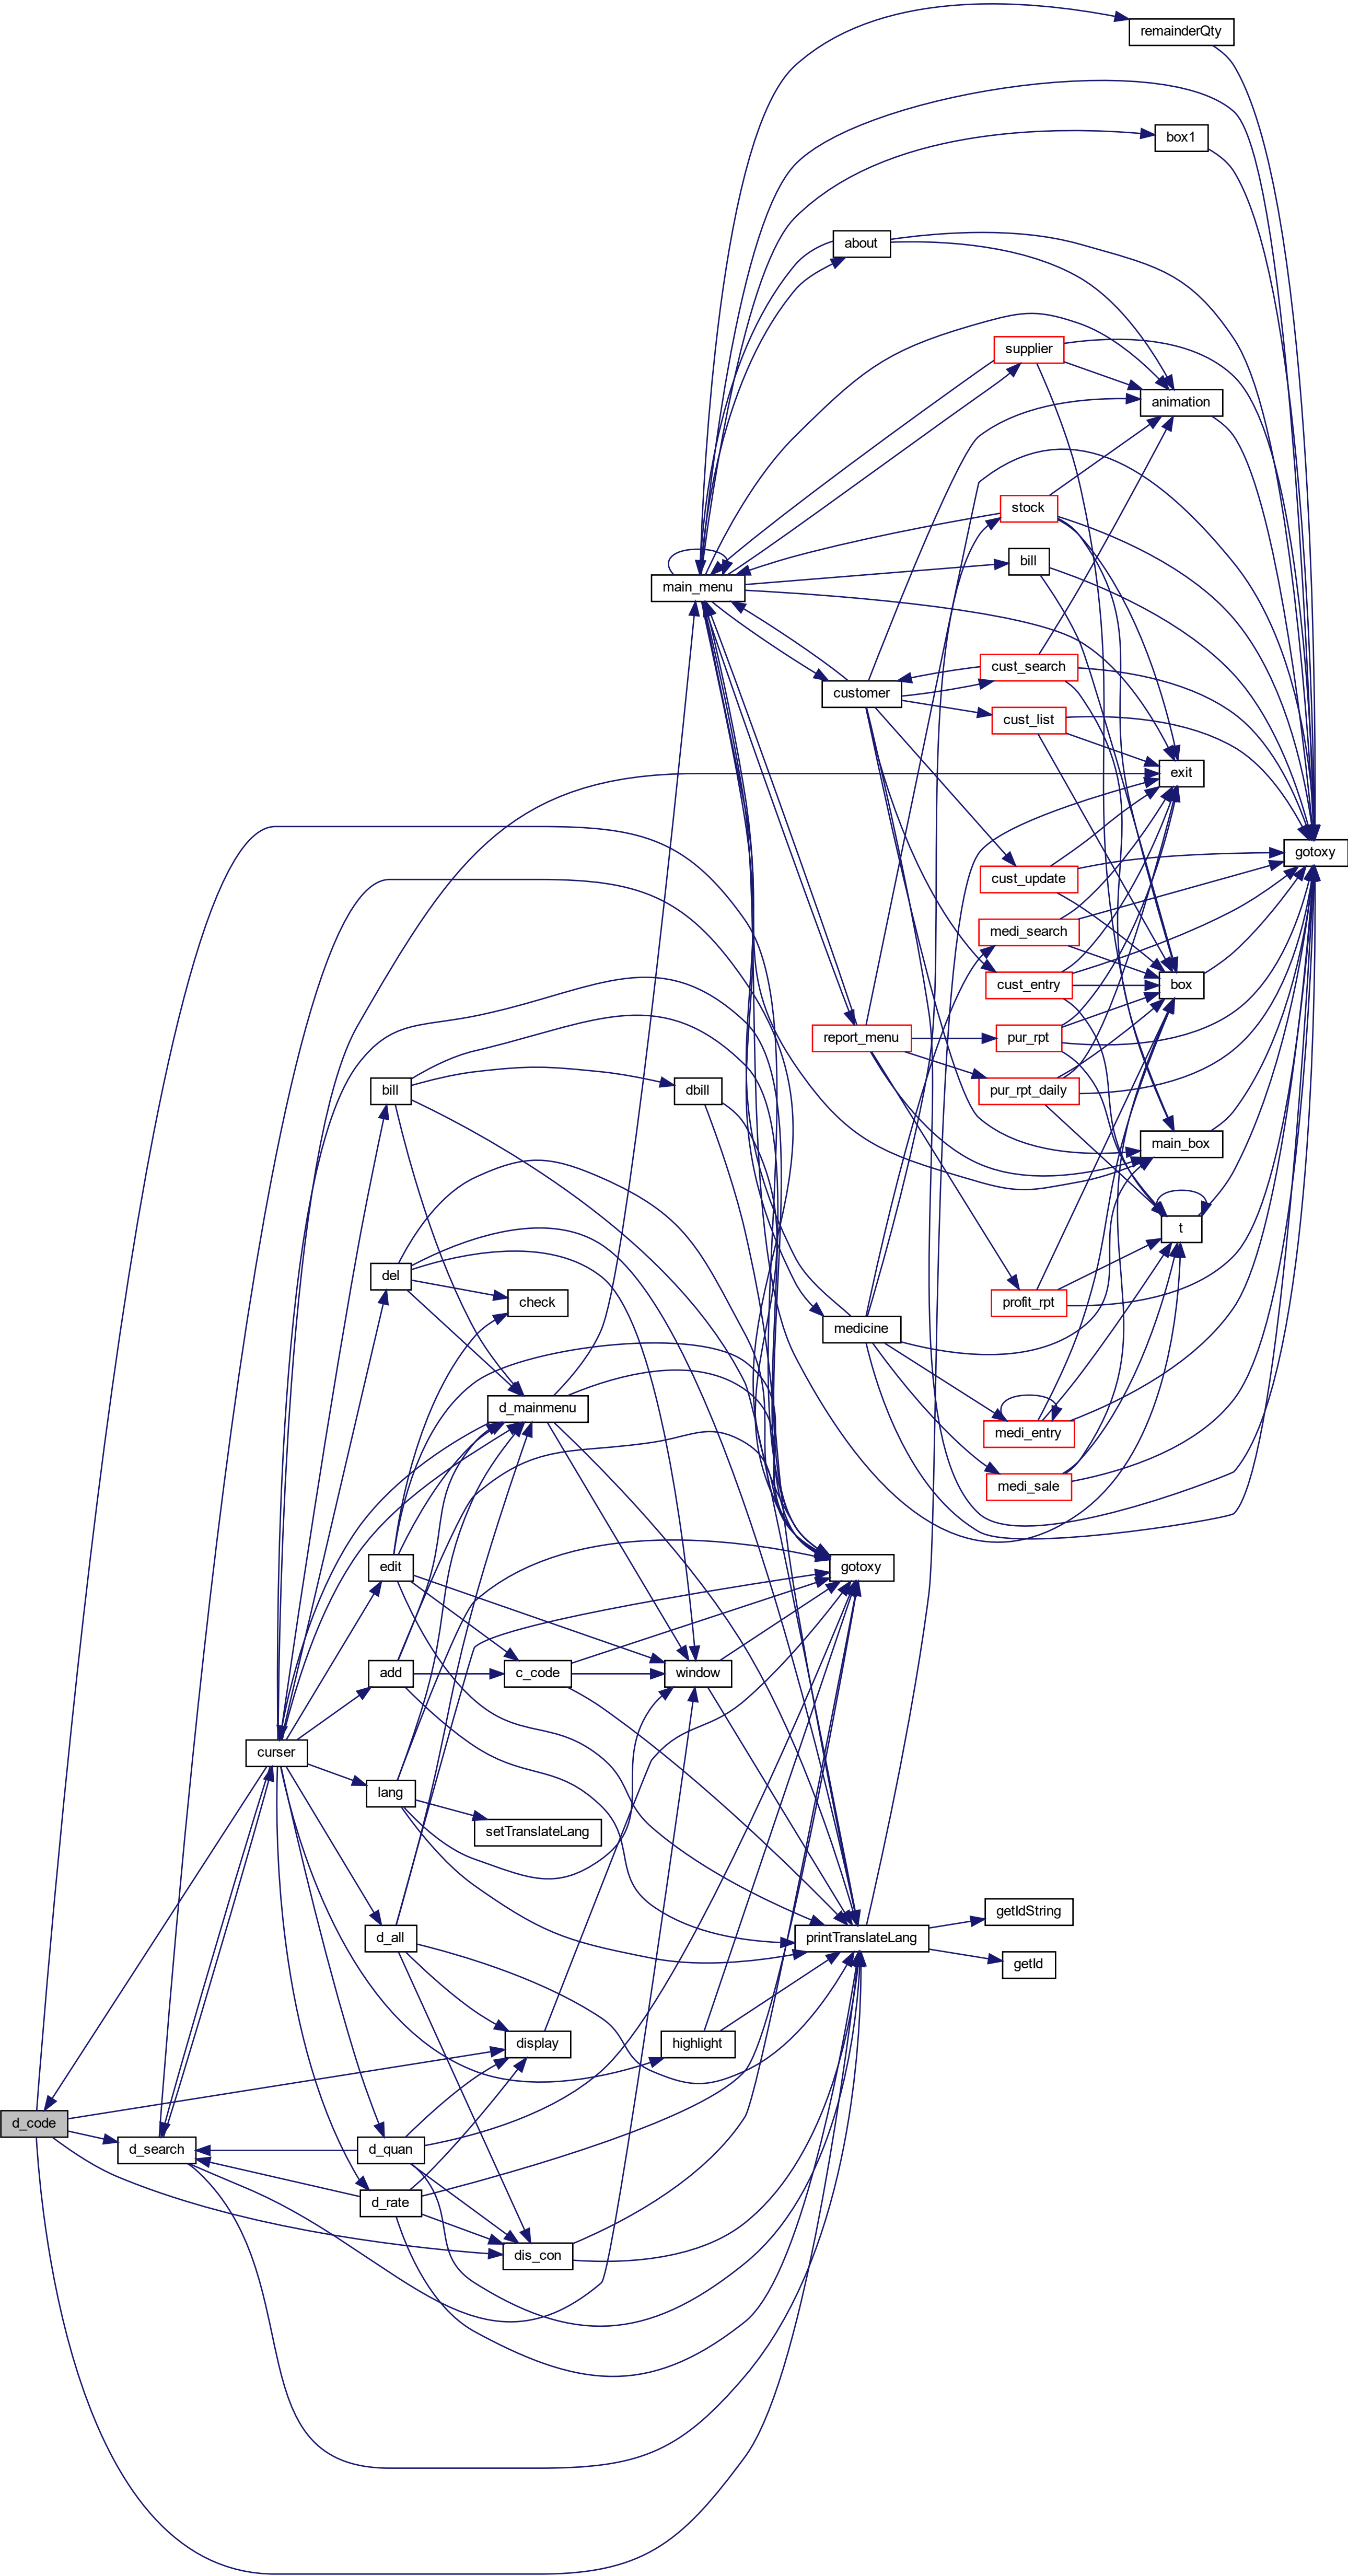 remainderQty
box1
about
supplier
animation
stock
bill
main_menu
cust_search
customer
cust_list
exit
gotoxy
cust_update
medi_search
cust_entry
box
report_menu
pur_rpt
bill
dbill
pur_rpt_daily
main_box
t
del
check
profit_rpt
medicine
d_mainmenu
medi_entry
medi_sale
edit
gotoxy
add
c_code
window
curser
lang
setTranslateLang
getIdString
d_all
printTranslateLang
getId
display
highlight
d_code
d_search
d_quan
d_rate
dis_con